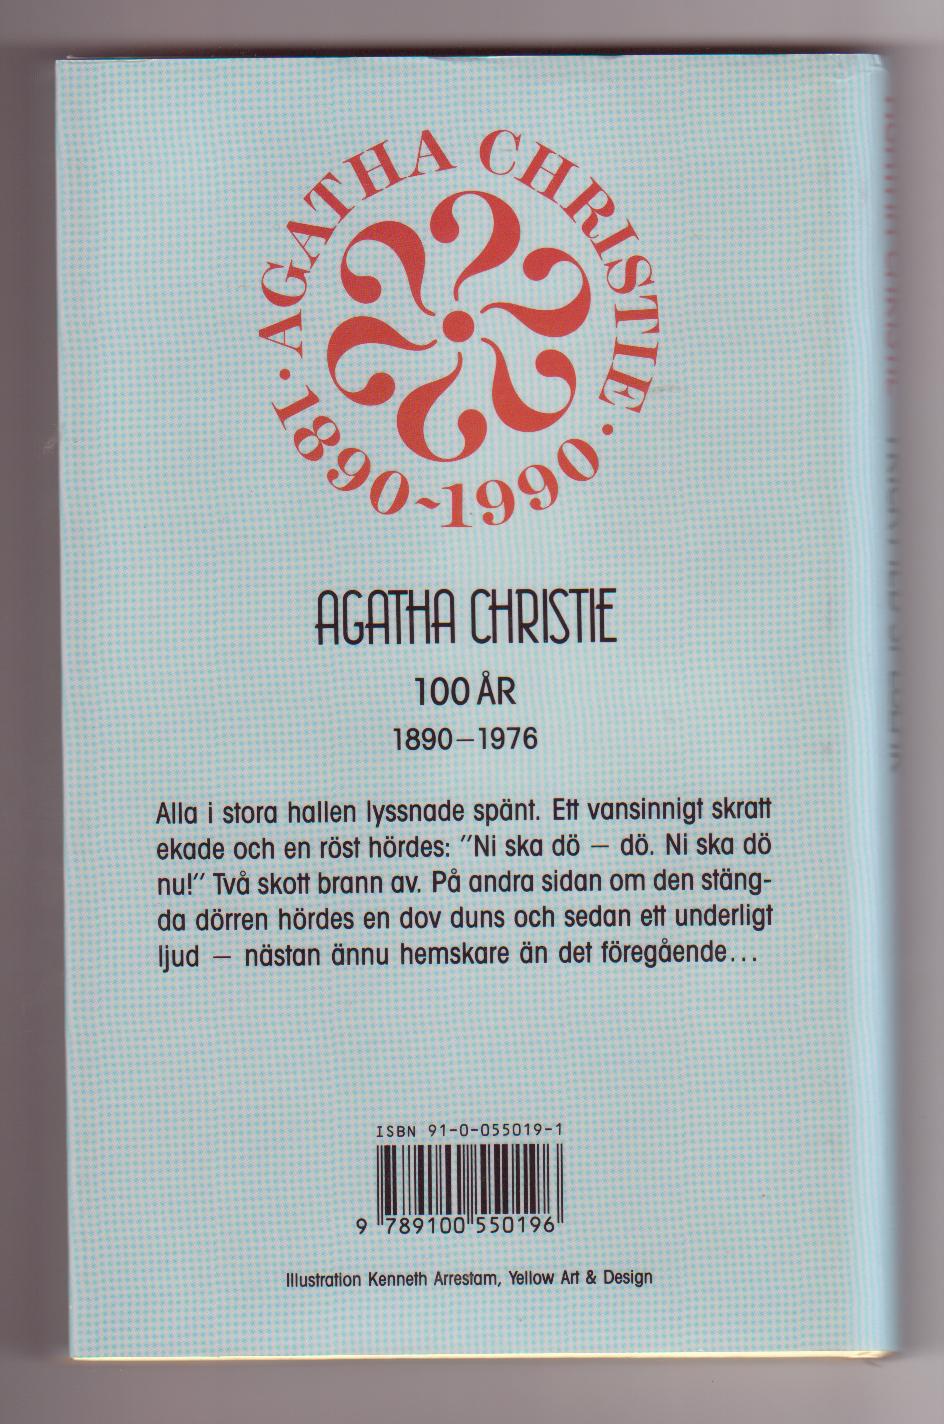 AGATHA CHRISTIE · 1890-1990 ·
AGATHA CHRISTIE
100 ÅR
1890–1976
Alla i stora hallen lyssnade spänt. Ett vansinnigt skratt
ekade och en röst hördes: ”Ni ska dö – dö. Ni ska dö
nu!” Två skott brann av. På andra sidan om den stäng-
da dörren hördes en dov duns och sedan ett underligt
ljud – nästan ännu hemskare än det föregående...
ISBN 91-0-055019-1
9 789100 550196
Illustration Kenneth Arrestam, Yellow Art & Design